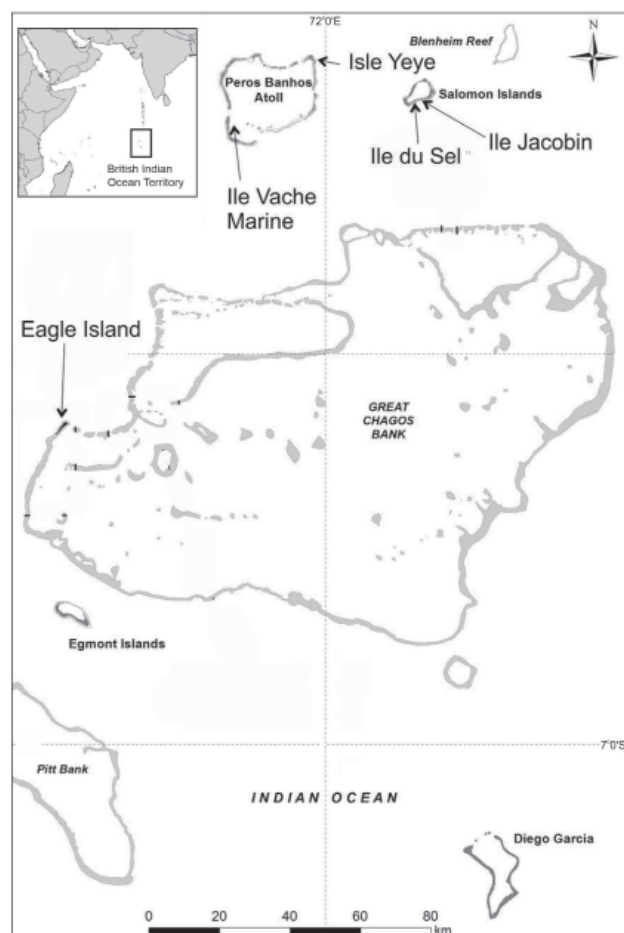 72°0'E
Blenheim Reef
N
Isle Yeye
Peros Banhos
Atoll
Salomon Islands
Ile Jacobin
Ile du Sel
British Indian
Ocean Territory
Ile Vache
Marine
Eagle Island
GREAT
CHAGOS
BANK
Egmont Islands
7°0'S
Pitt Bank
INDIAN OCEAN
Diego Garcia
0 20 40 60 80
km